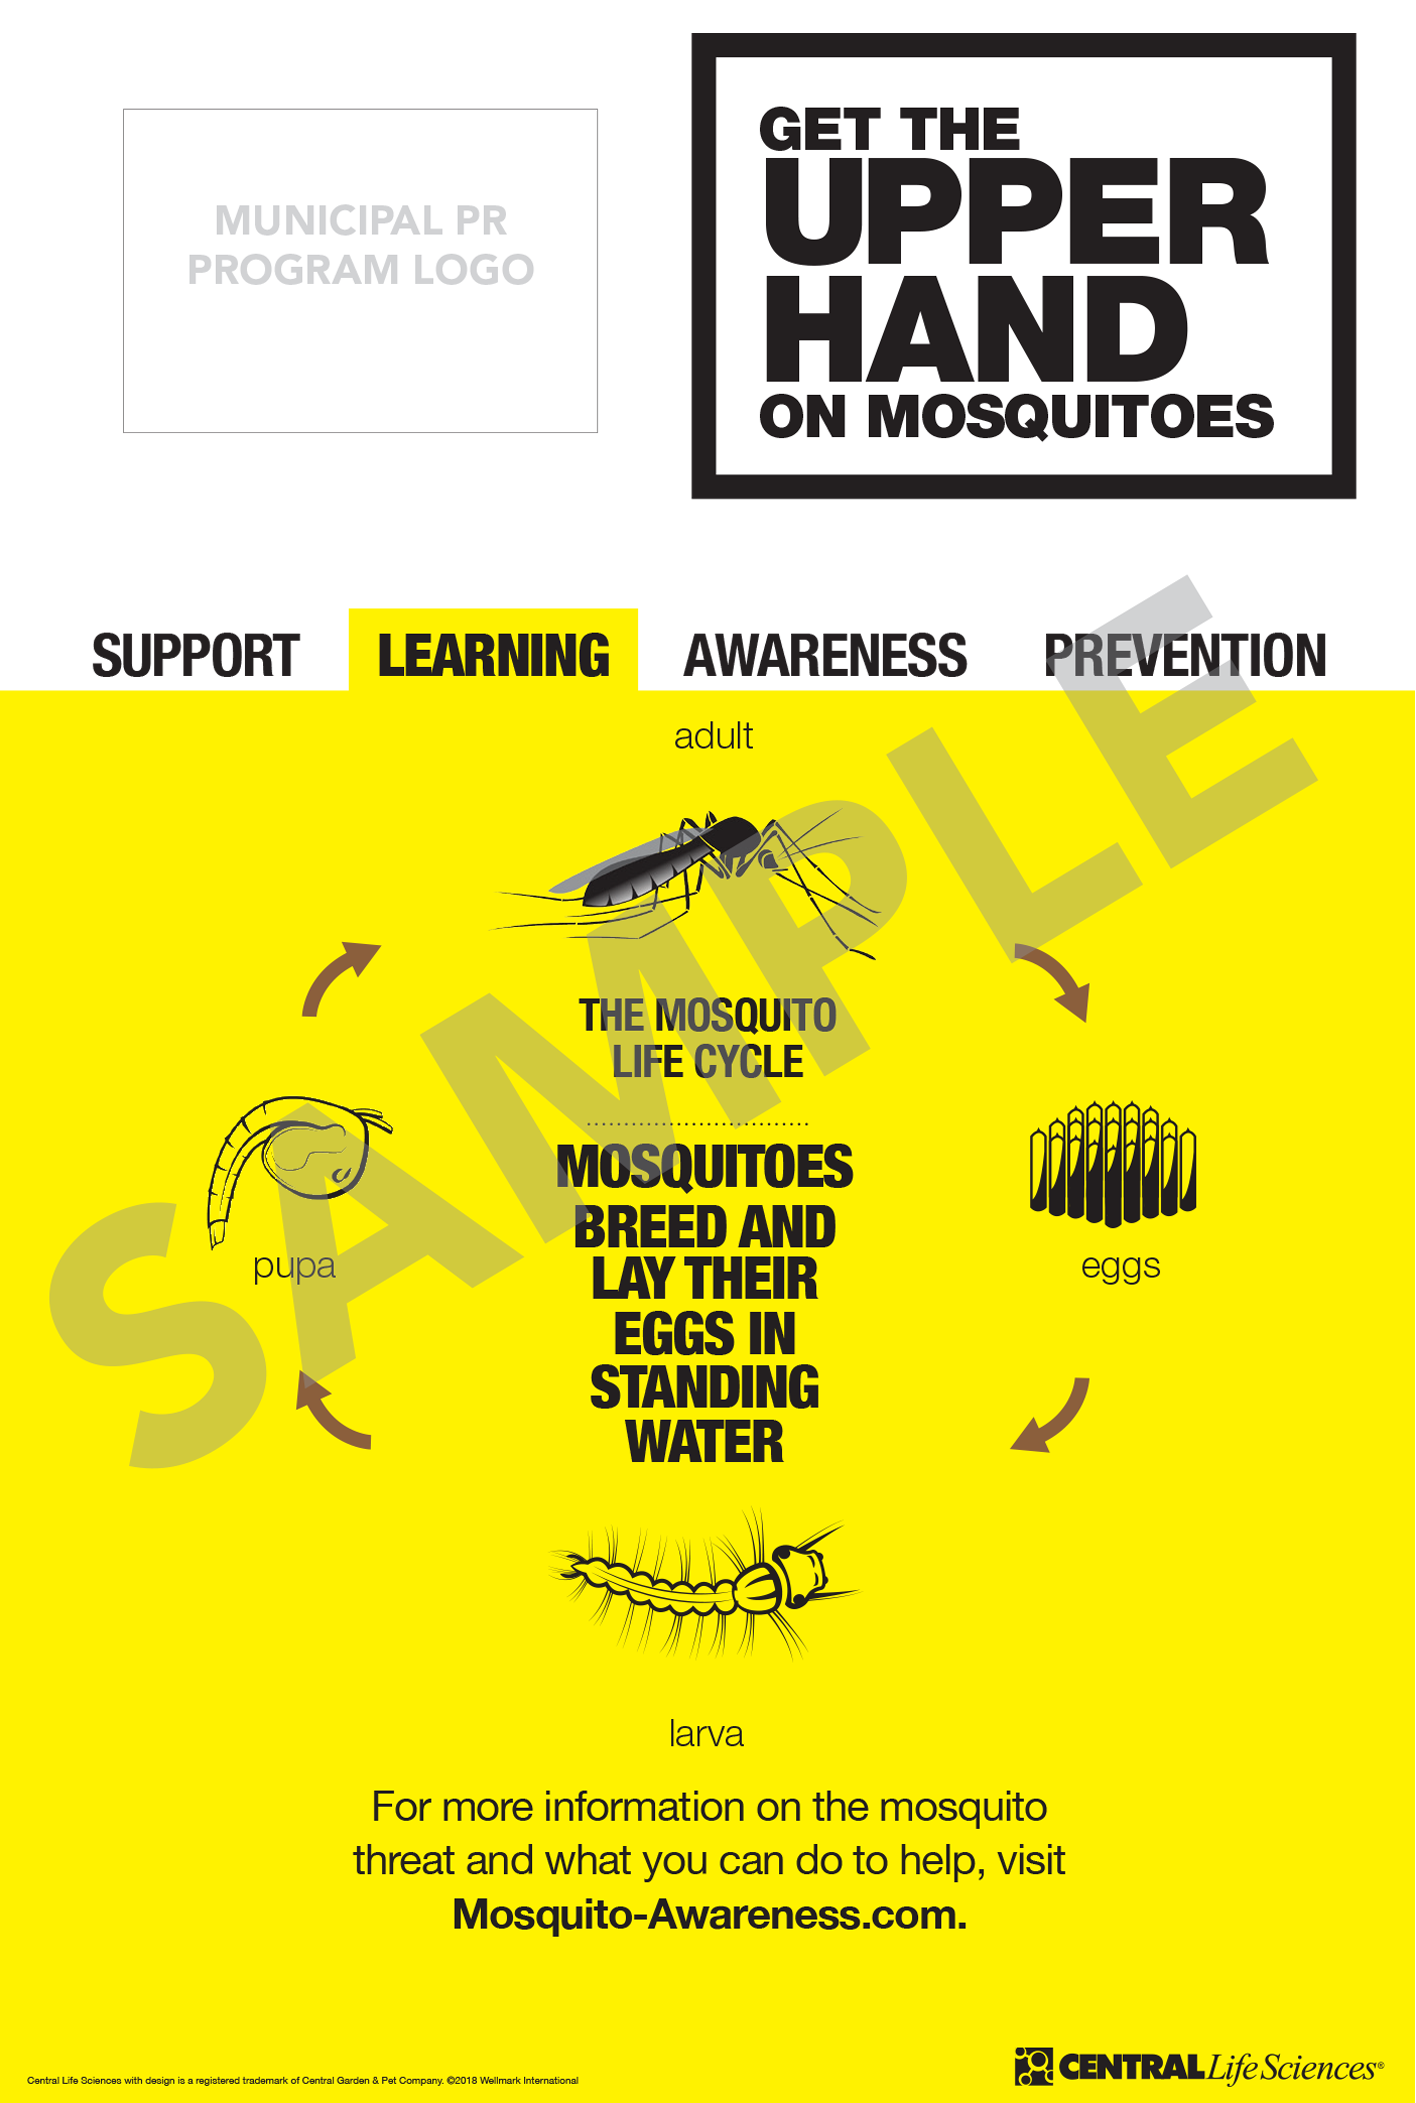 MUNICIPAL PR
PROGRAM LOGO
GET THE
UPPER
HAND
ON MOSQUITOES
SUPPORT LEARNING AWARENESS PREVENTION
adult
THE MOSQUITO
LIFE CYCLE
MOSQUITOES
BREED AND
LAY THEIR
EGGS IN
STANDING
WATER
pupa
eggs
larva
SAMPLE
For more information on the mosquito
threat and what you can do to help, visit
Mosquito-Awareness.com.
Central Life Sciences with design is a registered trademark of Central Garden & Pet Company. ©2018 Wellmark International
CENTRAL Life Sciences®